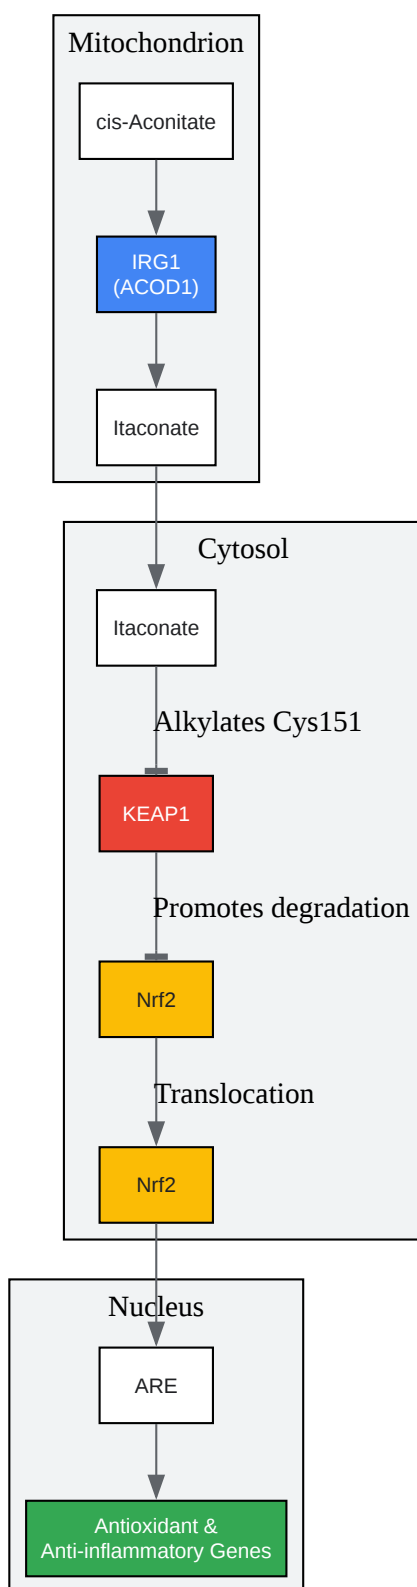 Mitochondrion
cis-Aconitate
IRG1
(ACOD1)
Itaconate
Cytosol
Itaconate
Alkylates Cys151
KEAP1
Promotes degradation
Nrf2
Translocation
Nrf2
Nucleus
ARE
Antioxidant &
Anti-inflammatory Genes